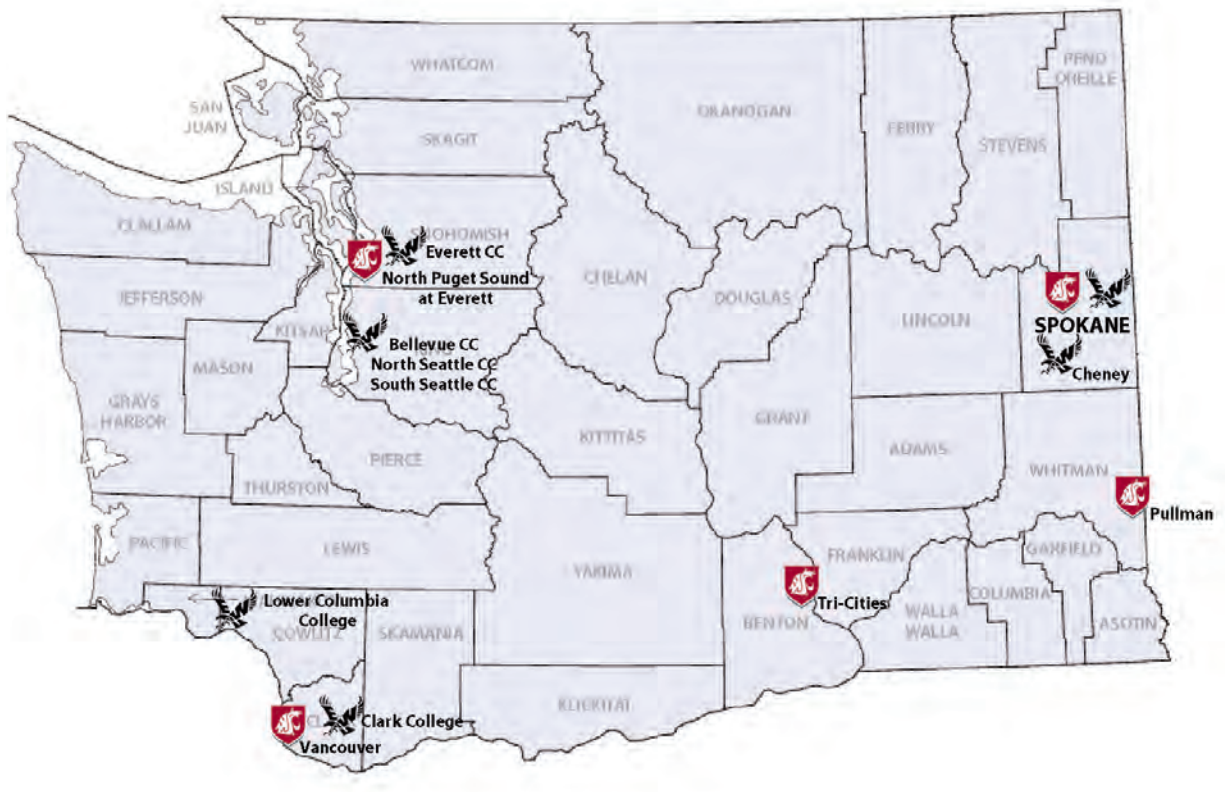 WHATCOM
PEND
OREILLE
SAN
JUAN
OKANOGAN
FERRY
SKAGIT
STEVENS
ISLAND
CLALLAM
SNOHOMISH
Everett CC
North Puget Sound
at Everett
CHELAN
DOUGLAS
JEFFERSON
LINCOLN
SPOKANE
KITSAP
KING
Bellevue CC
North Seattle CC
South Seattle CC
Cheney
MASON
GRAYS
HARBOR
GRANT
KITTITAS
ADAMS
PIERCE
WHITMAN
THURSTON
Pullman
PACIFIC
LEWIS
FRANKLIN
GARFIELD
YAKIMA
COLUMBIA
Tri-Cities
Lower Columbia
College
WALLA
WALLA
BENTON
ASOTIN
COWLITZ
SKAMANIA
KLICKITAT
Clark College
Vancouver